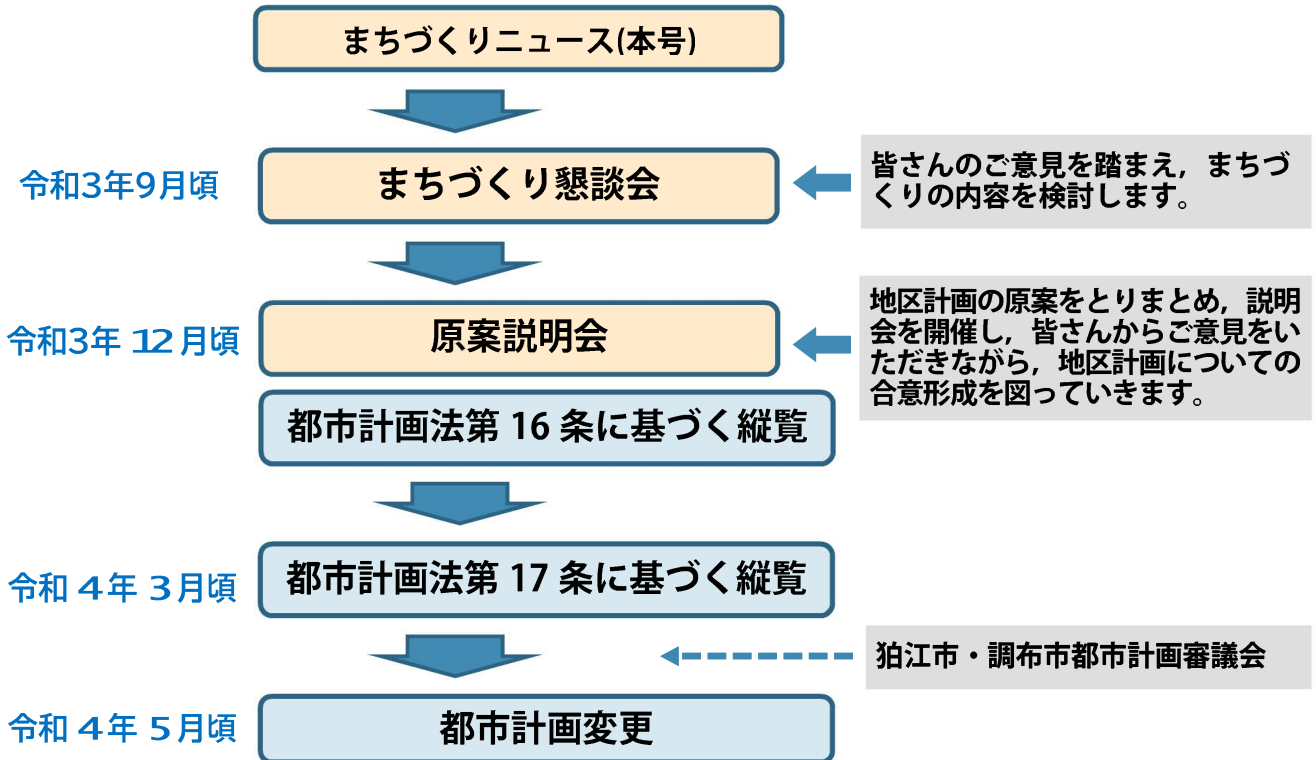 まちづくりニュース(本号)
令和3年9月頃
まちづくり懇談会
皆さんのご意見を踏まえ，まちづ
くりの内容を検討します。
令和3年 12 月頃
原案説明会
地区計画の原案をとりまとめ，説明
会を開催し，皆さんからご意見をい
ただきながら，地区計画についての
合意形成を図っていきます。
都市計画法第 16 条に基づく縦覧
令和 4 年 3 月頃
都市計画法第 17 条に基づく縦覧
狛江市・調布市都市計画審議会
令和 4 年 5 月頃
都市計画変更